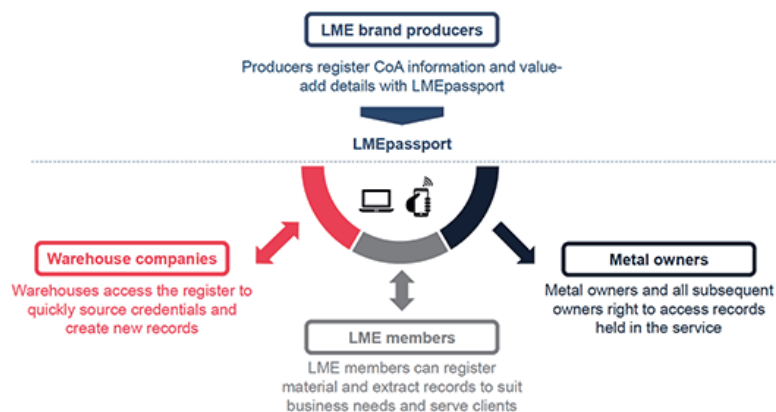 LME brand producers
Producers register CoA information and value-
add details with LMEpassport
LMEpassport
Warehouse companies
Warehouses access the register to
quickly source credentials and
create new records
LME members
LME members can register
material and extract records to suit
business needs and serve clients
Metal owners
Metal owners and all subsequent
owners right to access records
held in the service